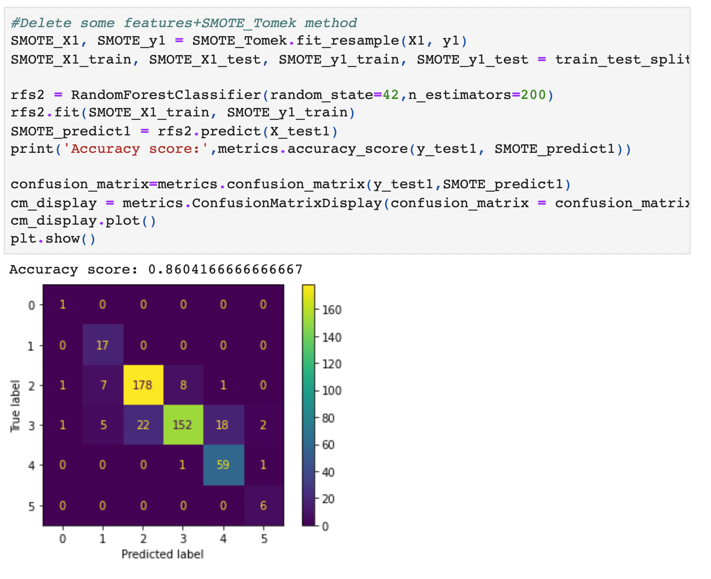 #Delete some features+SMOTE_Tomek method
SMOTE_X1, SMOTE_y1 = SMOTE_Tomek.fit_resample(X1, y1)
SMOTE_X1_train, SMOTE_X1_test, SMOTE_y1_train, SMOTE_y1_test = train_test_split
rfs2 = RandomForestClassifier(random_state=42,n_estimators=200)
rfs2.fit(SMOTE_X1_train, SMOTE_y1_train)
SMOTE_predict1 = rfs2.predict(X_test1)
print('Accuracy score:',metrics.accuracy_score(y_test1, SMOTE_predict1))
confusion_matrix=metrics.confusion_matrix(y_test1,SMOTE_predict1)
cm_display = metrics.ConfusionMatrixDisplay(confusion_matrix = confusion_matrix
cm_display.plot()
plt.show()
Accuracy score: 0.8604166666666667
0 1 0 0 0 0 0
1 0 17 0 0 0 0
2 1 7 178 8 1 0
3 1 5 22 152 18 2
4 0 0 0 1 59 1
5 0 0 0 0 0 6
0 1 2 3 4 5
Predicted label
True label
160
140
120
100
80
60
40
20
0